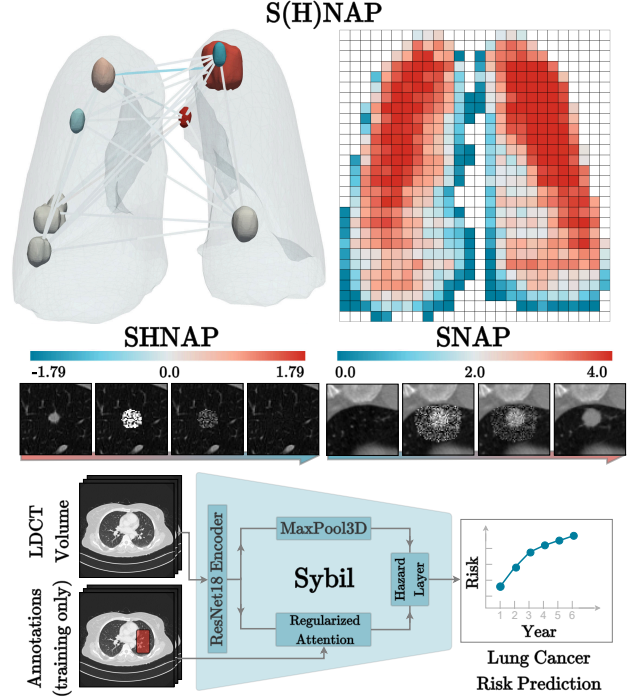 S(H)NAP
SHNAP
SNAP
-1.79 0.0 1.79
0.0 2.0 4.0
LDCT
Volume
Annotations
(training only)
ResNet18 Encoder
MaxPool3D
Sybil
Regularized
Attention
Hazard
Layer
Risk
1 2 3 4 5 6
Year
Lung Cancer
Risk Prediction